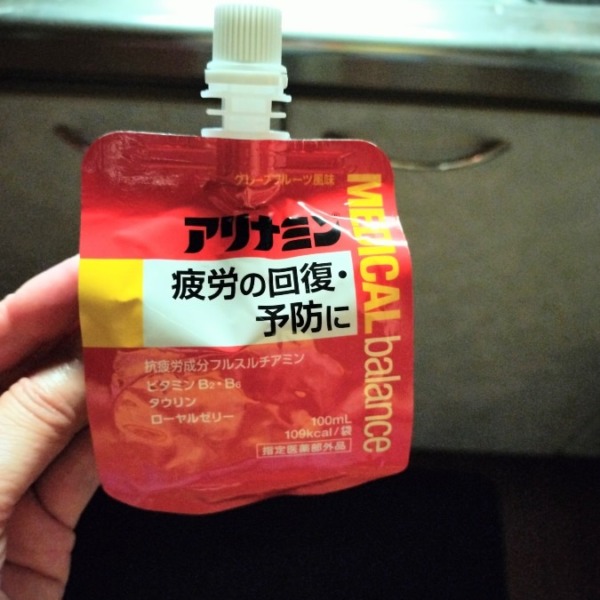 グレープフルーツ風味
アリナミン
MEDICAL balance
疲労の回復・
予防に
抗疲労成分フルスルチアミン
ビタミンB2・B6
タウリン
ローヤルゼリー
100mL
109kcal/袋
指定医薬部外品